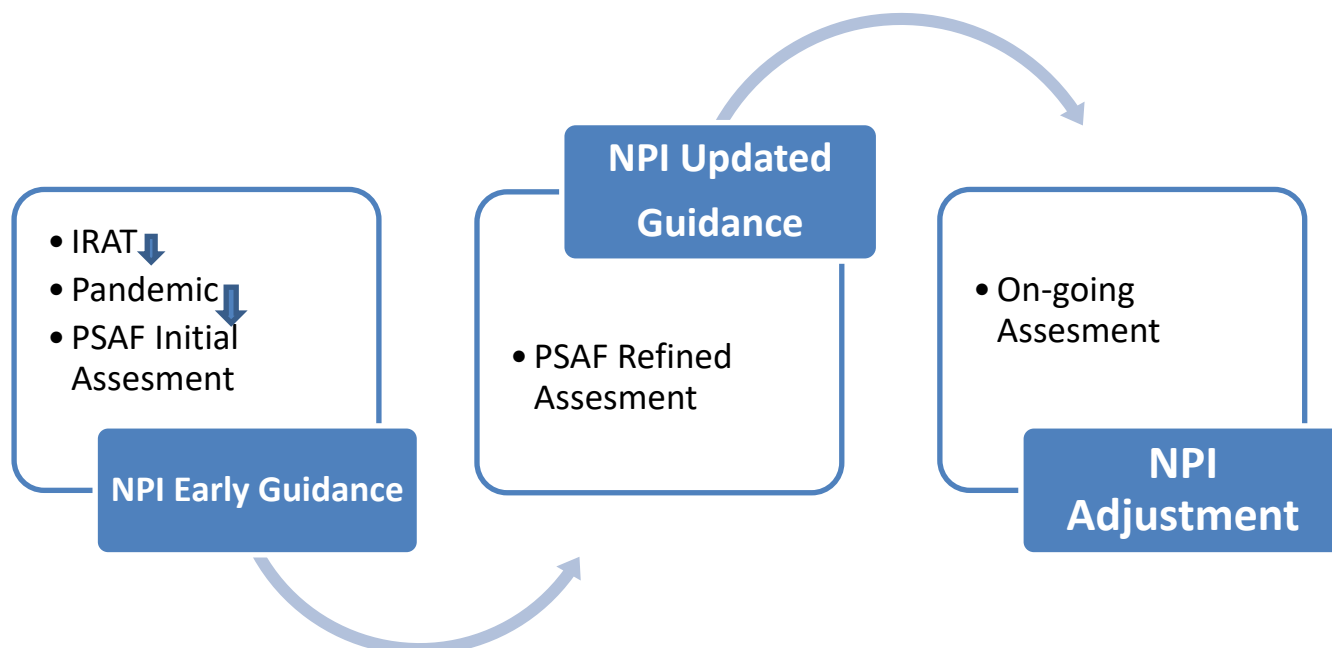 • IRAT
• Pandemic
• PSAF Initial
Assesment
NPI Early Guidance
NPI Updated
Guidance
• PSAF Refined
Assesment
• On-going
Assesment
NPI
Adjustment